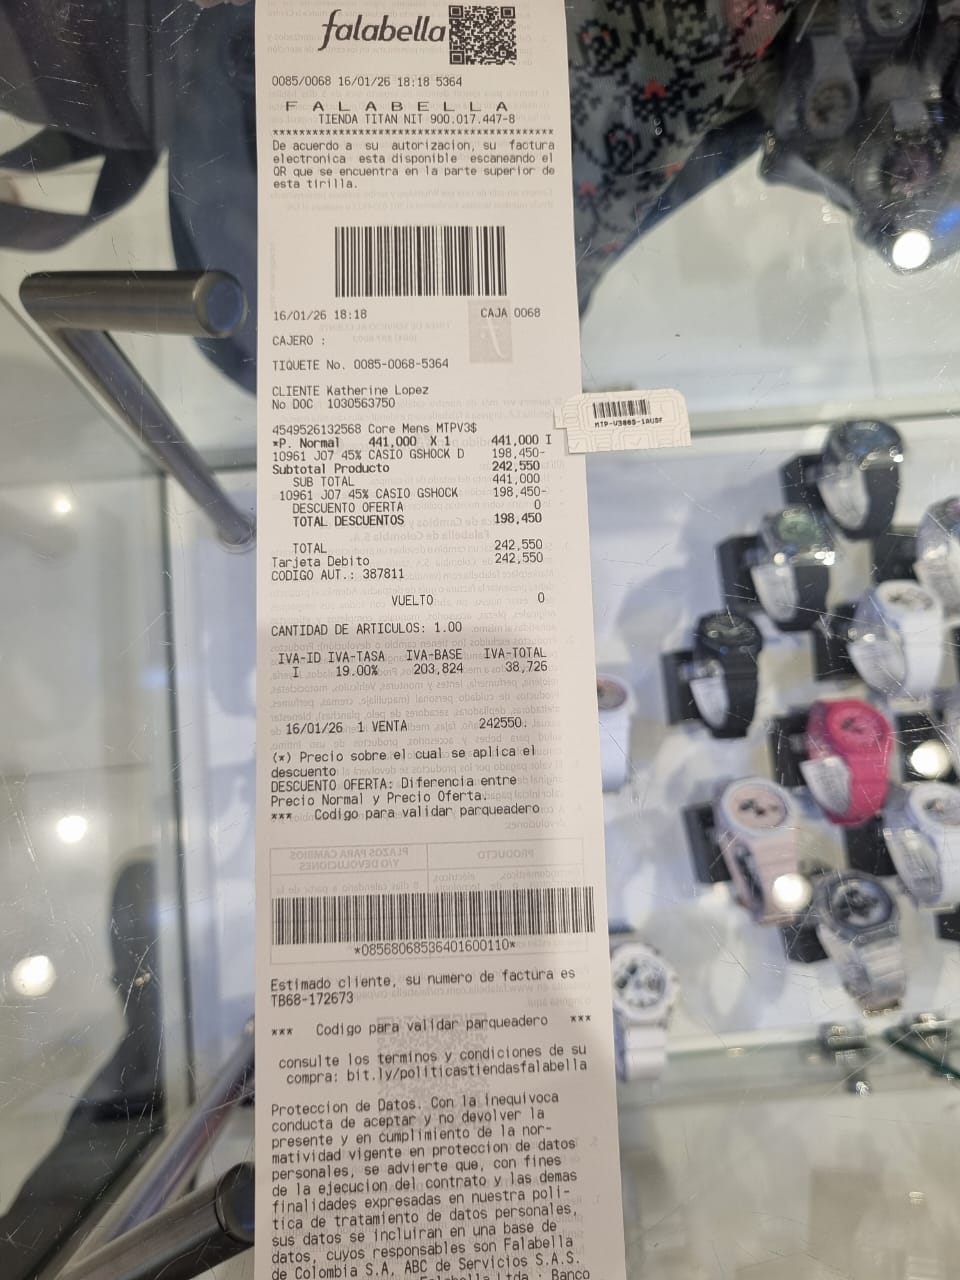 falabella
0085/0068 16/01/26 18:18 5364
F A L A B E L L A
TIENDA TITAN NIT 900.017.447-8
*******************************************
De acuerdo a su autorizacion, su factura
electronica esta disponible escaneando el
QR que se encuentra en la parte superior de
esta tirilla.
16/01/26 18:18 CAJA 0068
CAJERO :
TIQUETE No. 0085-0068-5364
CLIENTE Katherine Lopez
No DOC 1030563750
MTP-V300S-1AUSF
4549526132568 Core Mens MTPV3$
*P. Normal 441,000 X 1 441,000 I
10961 J07 45% CASIO GSHOCK D 198,450-
Subtotal Producto 242,550
SUB TOTAL 441,000
10961 J07 45% CASIO GSHOCK 198,450-
DESCUENTO OFERTA 0
TOTAL DESCUENTOS 198,450
TOTAL 242,550
Tarjeta Debito 242,550
CODIGO AUT.: 387811
VUELTO 0
CANTIDAD DE ARTICULOS: 1.00
IVA-ID IVA-TASA IVA-BASE IVA-TOTAL
I 19.00% 203,824 38,726
16/01/26 1 VENTA 242550.
(*) Precio sobre el cual se aplica el
descuento
DESCUENTO OFERTA: Diferencia entre
Precio Normal y Precio Oferta.
*** Codigo para validar parqueadero
*08568068536401600110*
Estimado cliente, su numero de factura es
TB68-172673
*** Codigo para validar parqueadero ***
consulte los terminos y condiciones de su
compra: bit.ly/politicastiendasfalabella
Proteccion de Datos. Con la inequivoca
conducta de aceptar y no devolver la
presente y en cumplimiento de la nor-
matividad vigente en proteccion de datos
personales, se advierte que, con fines
de la ejecucion del contrato y las demas
finalidades expresadas en nuestra poli-
tica de tratamiento de datos personales,
sus datos se incluiran en una base de
datos, cuyos responsables son Falabella
de Colombia S.A, ABC de Servicios S.A.S.
Falabella Ltda.; Banco